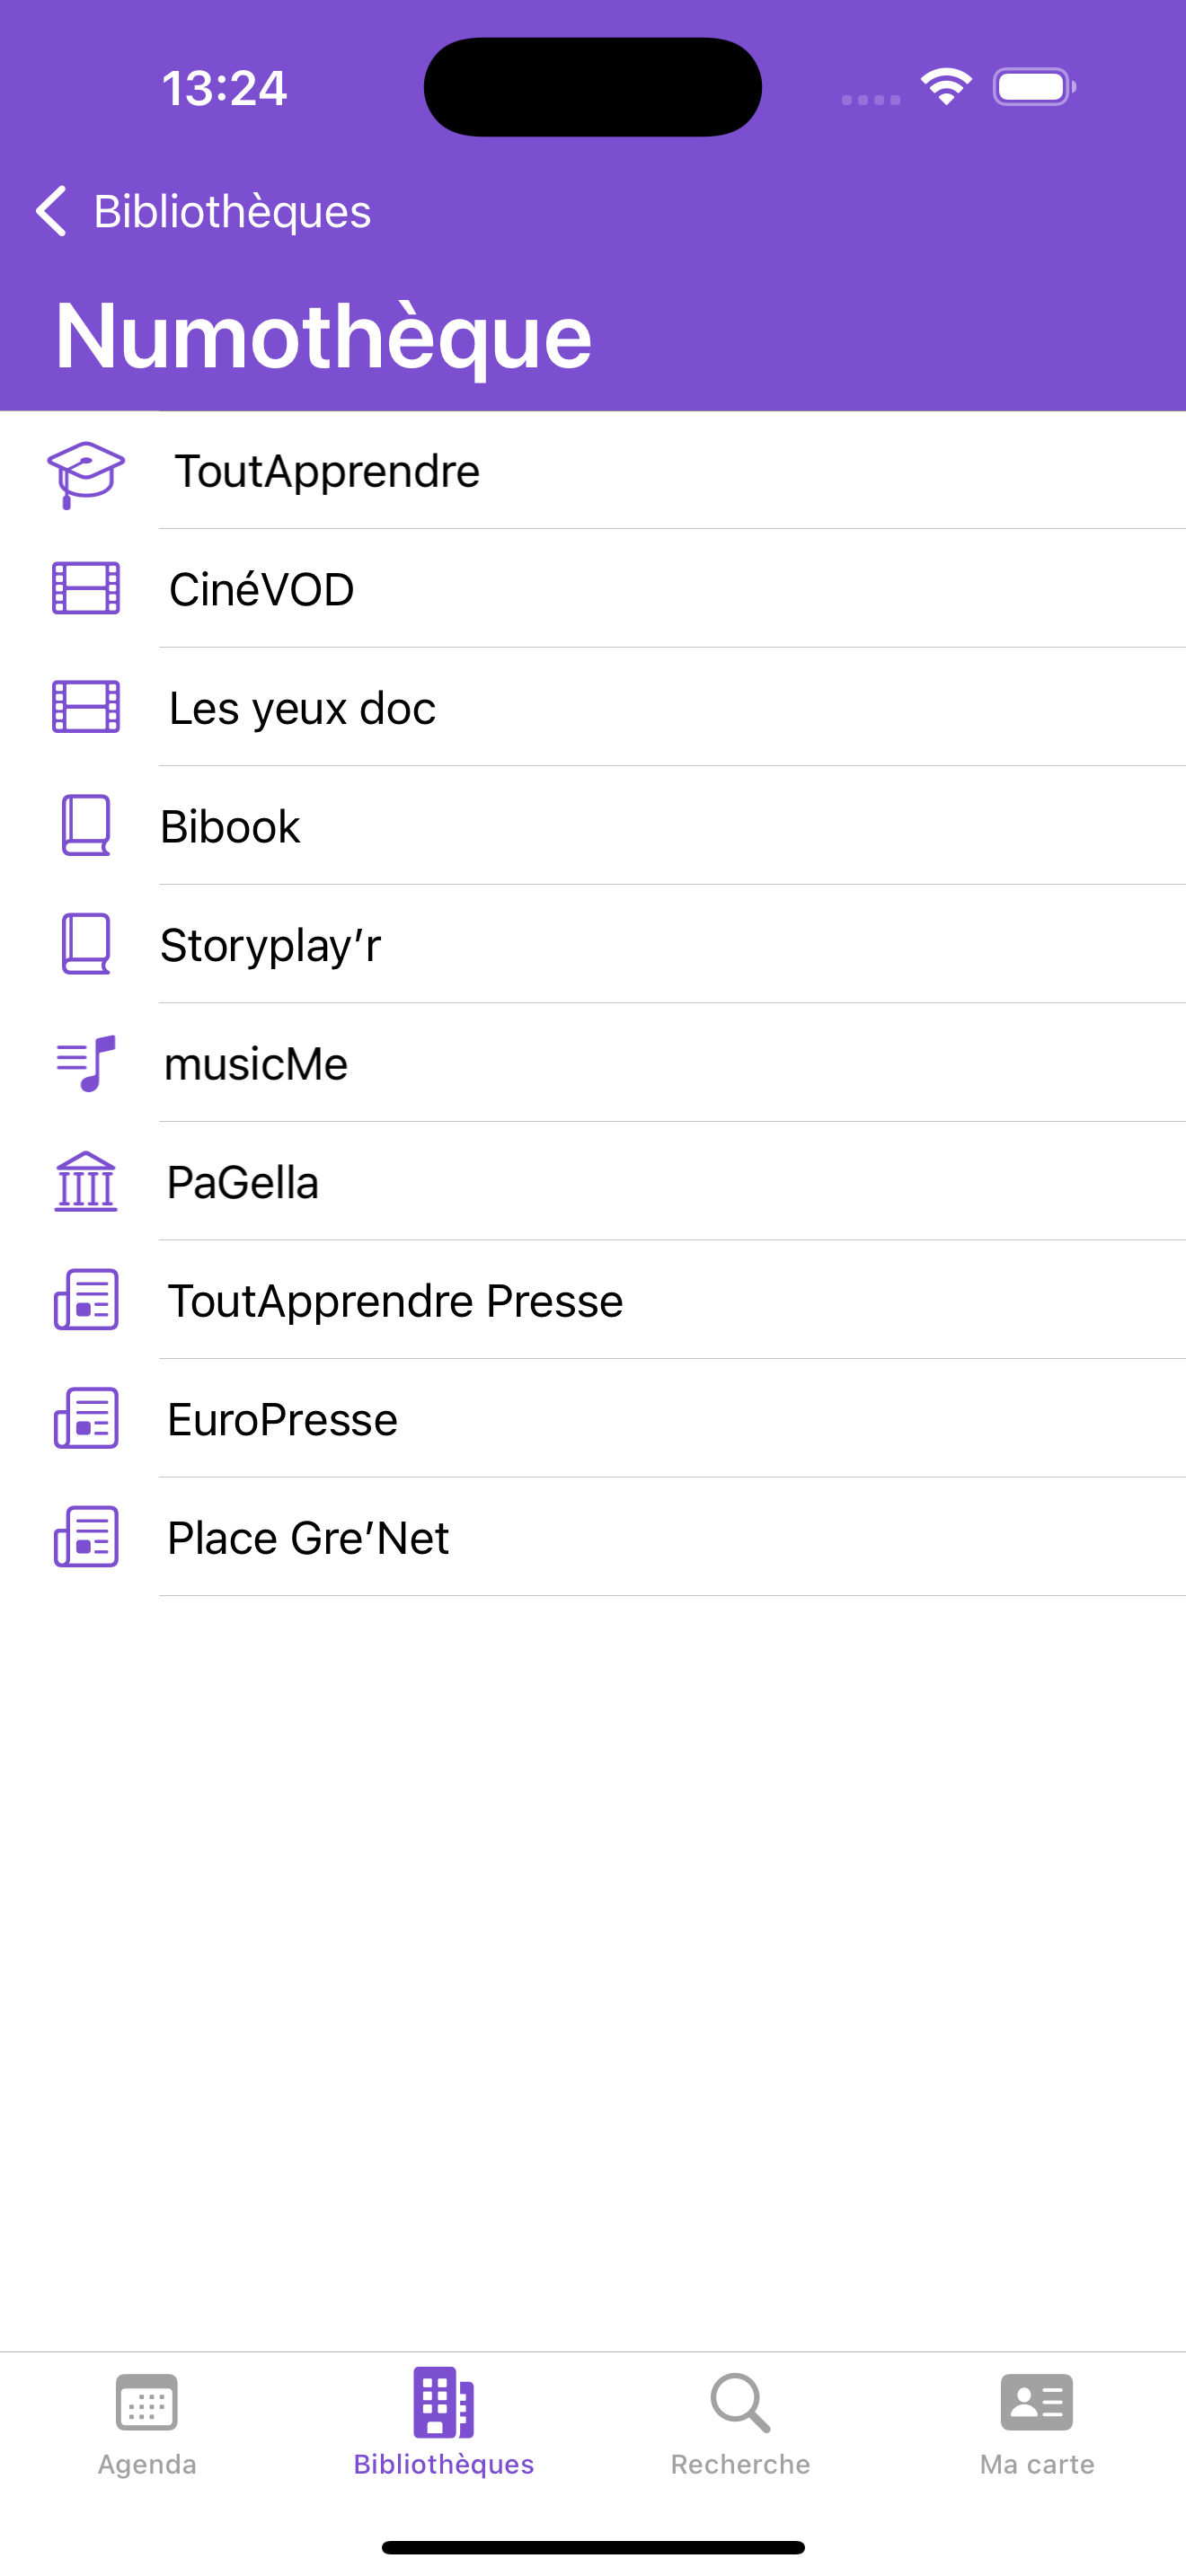 13:24
Bibliothèques
Numothèque
ToutApprendre
CinéVOD
Les yeux doc
Bibook
Storyplay’r
musicMe
PaGella
ToutApprendre Presse
EuroPresse
Place Gre’Net
Agenda
Bibliothèques
Recherche
Ma carte